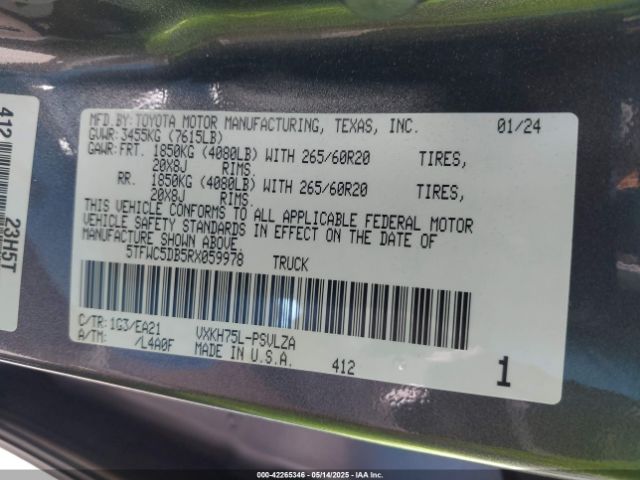 MFD.BY:TOYOTA MOTOR MANUFACTURING, TEXAS, INC. 01/24
GVWR:3455KG (7615LB)
GAWR:FRT. 1850KG (4080LB) WITH 265/60R20 TIRES,
20X8J RIMS.
RR. 1850KG (4080LB) WITH 265/60R20 TIRES,
20X8J RIMS.
THIS VEHICLE CONFORMS TO ALL APPLICABLE FEDERAL MOTOR
VEHICLE SAFETY STANDARDS IN EFFECT ON THE DATE OF
MANUFACTURE SHOWN ABOVE.
5TFWC5DB5RX059978 TRUCK
C/TR:1G3/EA21 VXKH75L-PSVLZA
A/TM: /L4A0F MADE IN U.S.A. 412 1
412
23H5T
000-42265346 - 05/14/2025 - IAAI.COM